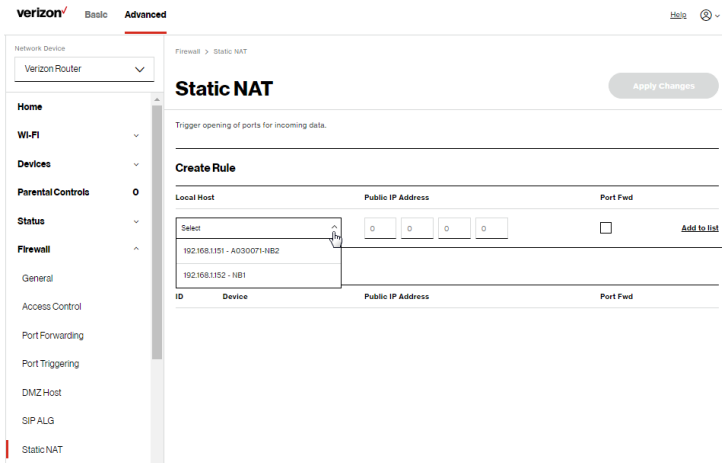 verizon✓ Basic Advanced Help
Network Device
Verizon Router
Home
Wi-Fi
Devices
Parental Controls 0
Status
Firewall
General
Access Control
Port Forwarding
Port Triggering
DMZ Host
SIP ALG
Static NAT
Firewall > Static NAT
Static NAT Apply Changes
Trigger opening of ports for incoming data.
Create Rule
Local Host Public IP Address Port Fwd
Select 0 0 0 0 Add to list
192.168.1.151 - A030071-NB2
192.168.1.152 - NB1
ID Device Public IP Address Port Fwd